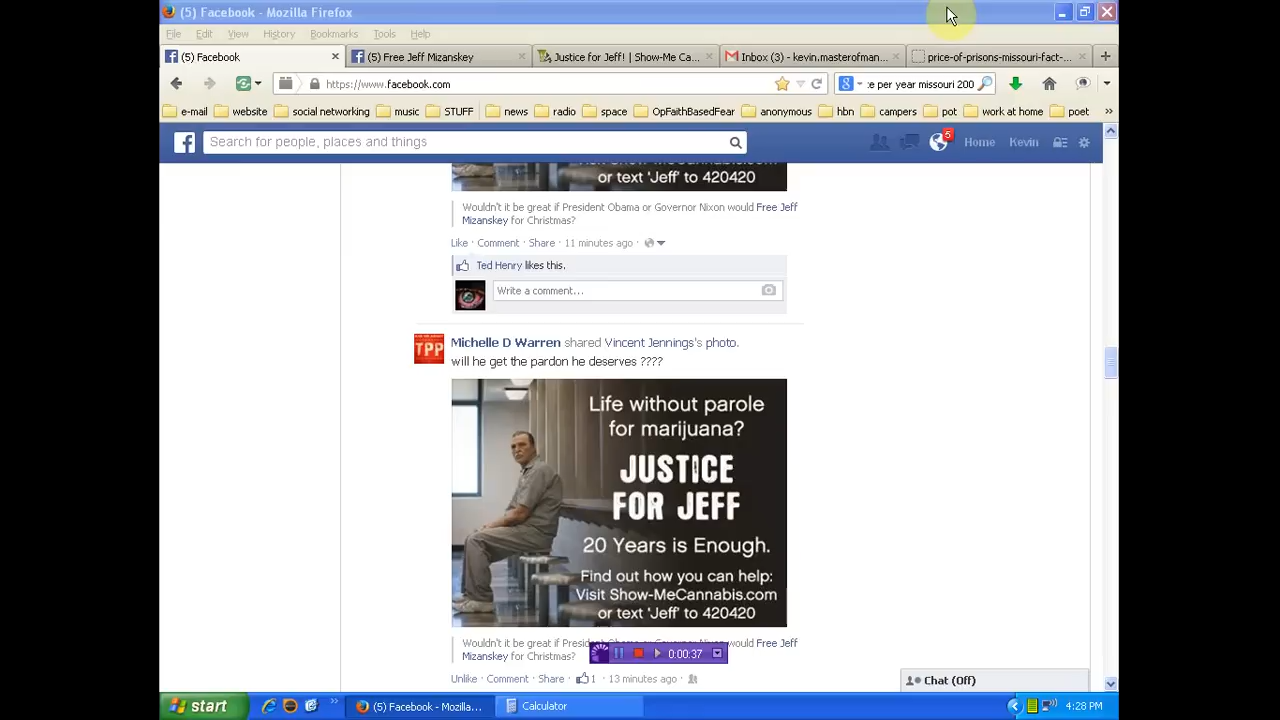 (5) Facebook - Mozilla Firefox
File Edit View History Bookmarks Tools Help
(5) Facebook
(5) Free Jeff Mizanskey
Justice for Jeff! | Show-Me Ca...
Inbox (3) - kevin.masterofman...
price-of-prisons-missouri-fact-...
https://www.facebook.com
e per year missouri 200
e-mail website social networking music STUFF news radio space OpFaithBasedFear anonymous hbn campers pot work at home poet
Search for people, places and things
5
Home Kevin
or text 'Jeff' to 420420
Wouldn't it be great if President Obama or Governor Nixon would Free Jeff
Mizanskey for Christmas?
Like · Comment · Share · 11 minutes ago ·
Ted Henry likes this.
Write a comment...
TPP
Michelle D Warren shared Vincent Jennings's photo.
will he get the pardon he deserves ????
Life without parole
for marijuana?
JUSTICE
FOR JEFF
20 Years is Enough.
Find out how you can help:
Visit Show-MeCannabis.com
or text 'Jeff' to 420420
Wouldn't it be great if President Obama or Governor Nixon would Free Jeff
Mizanskey for Christmas?
0:00:37
Unlike · Comment · Share · 1 · 13 minutes ago ·
Chat (Off)
start
(5) Facebook - Mozilla...
Calculator
4:28 PM